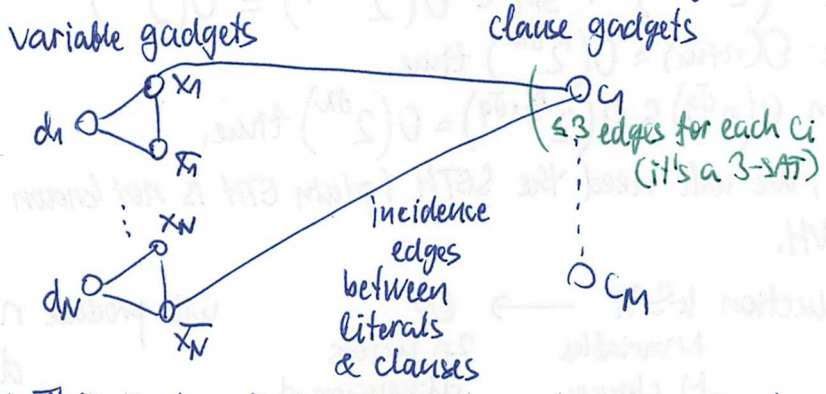 variable gadgets
clause gadgets
x1
d1
x̅1̅
C1
≤3 edges for each Ci
(it's a 3-SAT)
xN
dN
x̅N̅
incidence
edges
between
literals
& clauses
CM